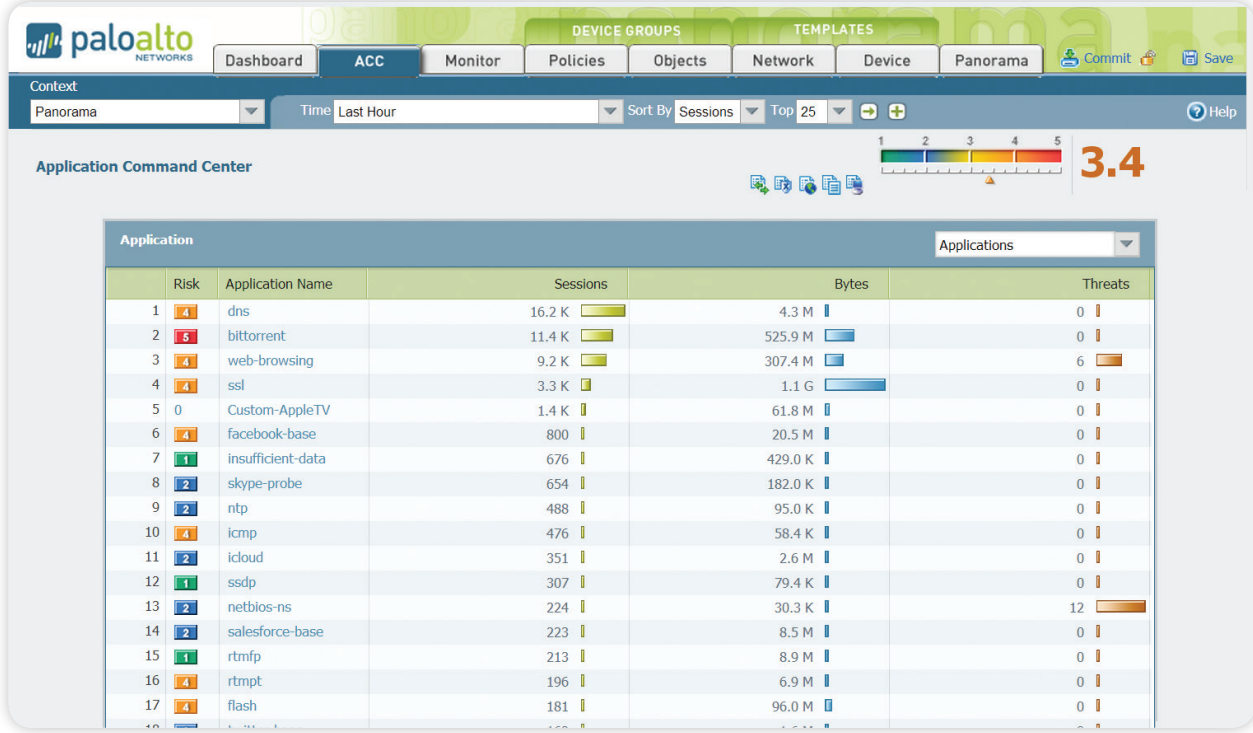 paloalto
NETWORKS
DEVICE GROUPS TEMPLATES
Dashboard ACC Monitor Policies Objects Network Device Panorama Commit Save
Context
Panorama Time Last Hour Sort By Sessions Top 25 Help
Application Command Center 1 2 3 4 5 3.4
Application Applications
Risk Application Name Sessions Bytes Threats
1 4 dns 16.2 K 4.3 M 0
2 5 bittorrent 11.4 K 525.9 M 0
3 4 web-browsing 9.2 K 307.4 M 6
4 4 ssl 3.3 K 1.1 G 0
5 0 Custom-AppleTV 1.4 K 61.8 M 0
6 4 facebook-base 800 20.5 M 0
7 1 insufficient-data 676 429.0 K 0
8 2 skype-probe 654 182.0 K 0
9 2 ntp 488 95.0 K 0
10 4 icmp 476 58.4 K 0
11 2 icloud 351 2.6 M 0
12 1 ssdp 307 79.4 K 0
13 2 netbios-ns 224 30.3 K 12
14 2 salesforce-base 223 8.5 M 0
15 1 rtmfp 213 8.9 M 0
16 4 rtmpt 196 6.9 M 0
17 4 flash 181 96.0 M 0